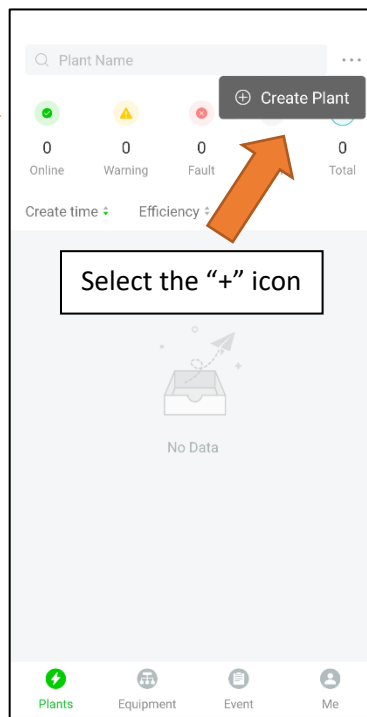 Plant Name
Create Plant
0 0 0 0
Online Warning Fault Total
Create time Efficiency
Select the “+” icon
No Data
Plants Equipment Event Me